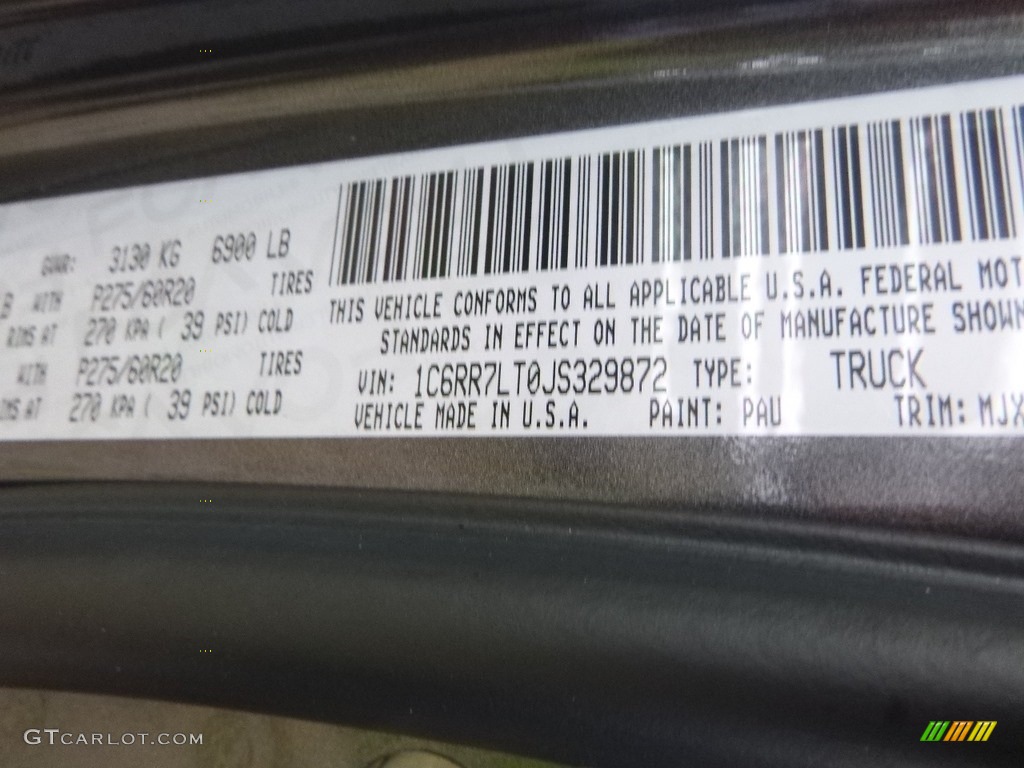 GVWR: 3130 KG 6900 LB
LB WITH P275/60R20 TIRES
RIMS AT 270 KPA ( 39 PSI) COLD
WITH P275/60R20 TIRES
RIMS AT 270 KPA ( 39 PSI) COLD
THIS VEHICLE CONFORMS TO ALL APPLICABLE U.S.A. FEDERAL MOT
STANDARDS IN EFFECT ON THE DATE OF MANUFACTURE SHOWN
VIN: 1C6RR7LT0JS329872 TYPE: TRUCK
VEHICLE MADE IN U.S.A. PAINT: PAU TRIM: MJX
GTCARLOT.COM